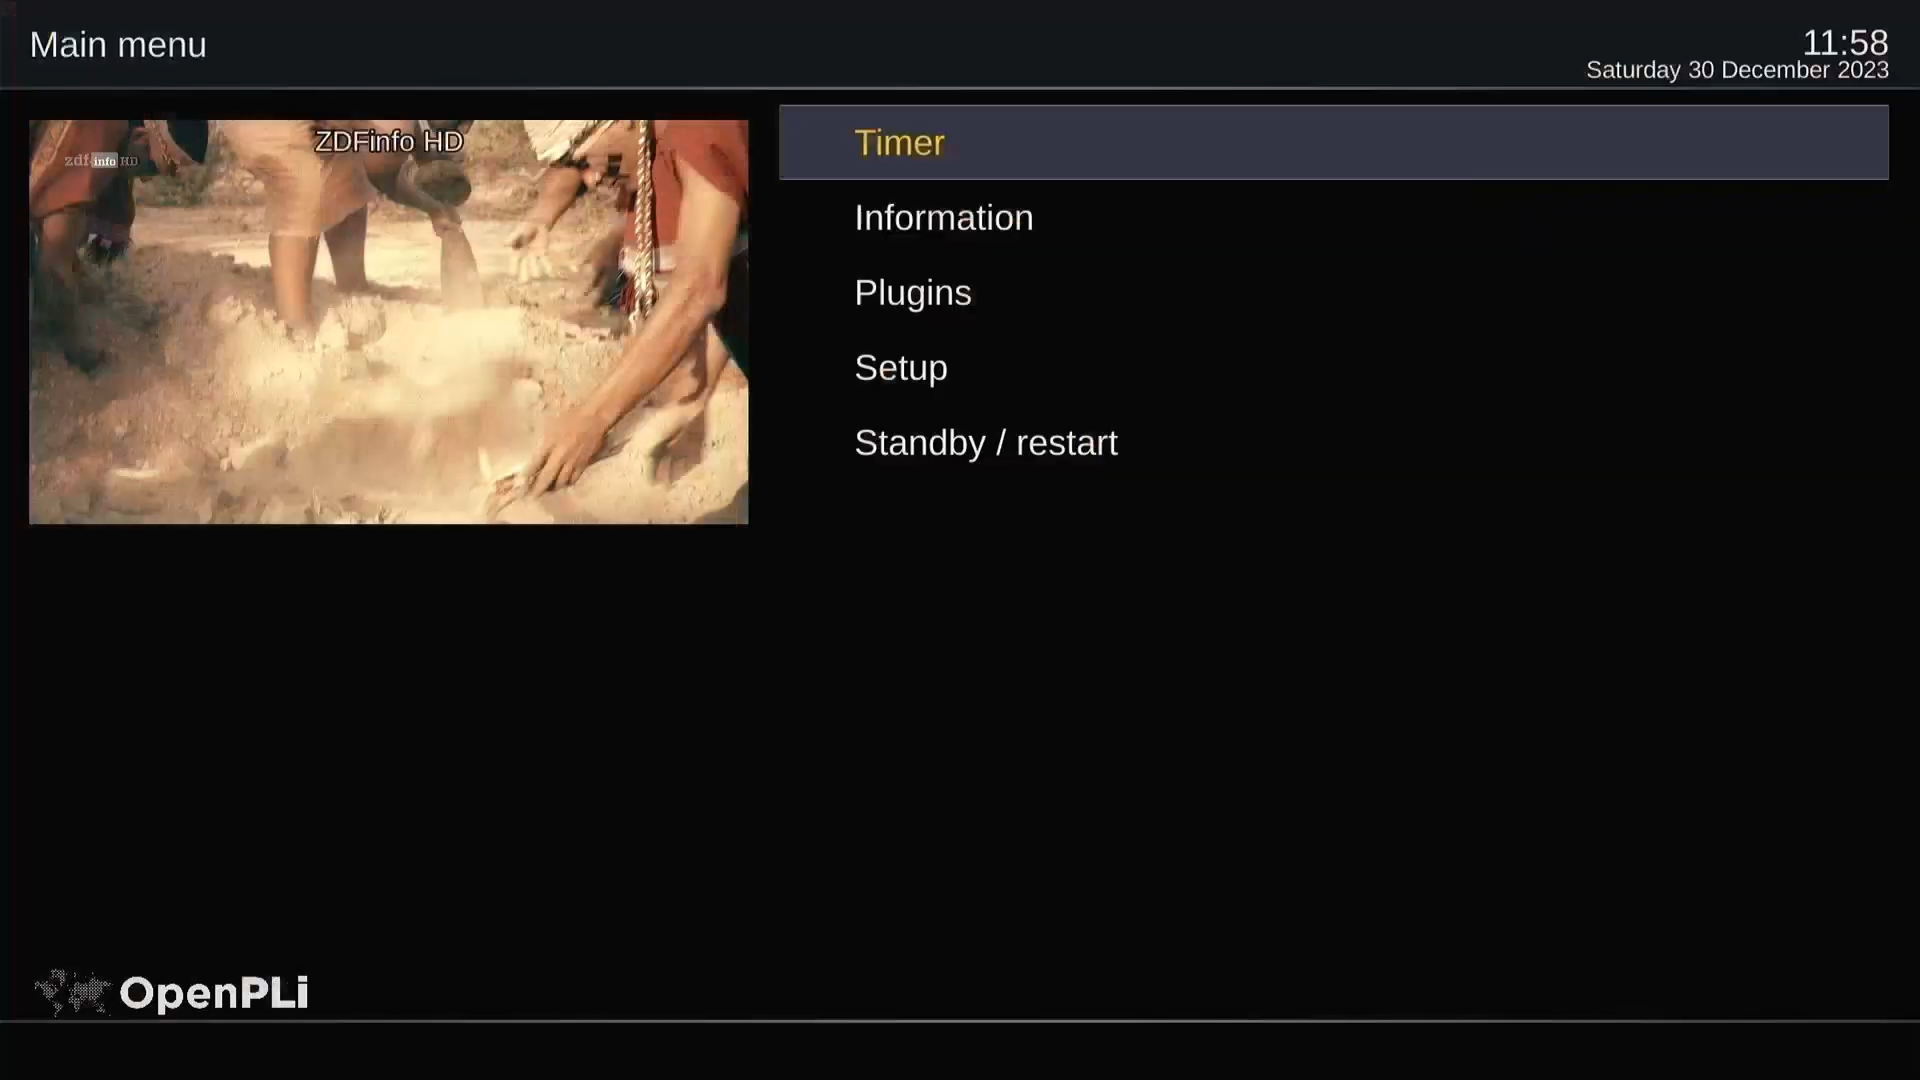 Main menu
11:58
Saturday 30 December 2023
ZDFinfo HD
zdf info HD
Timer
Information
Plugins
Setup
Standby / restart
OpenPLi